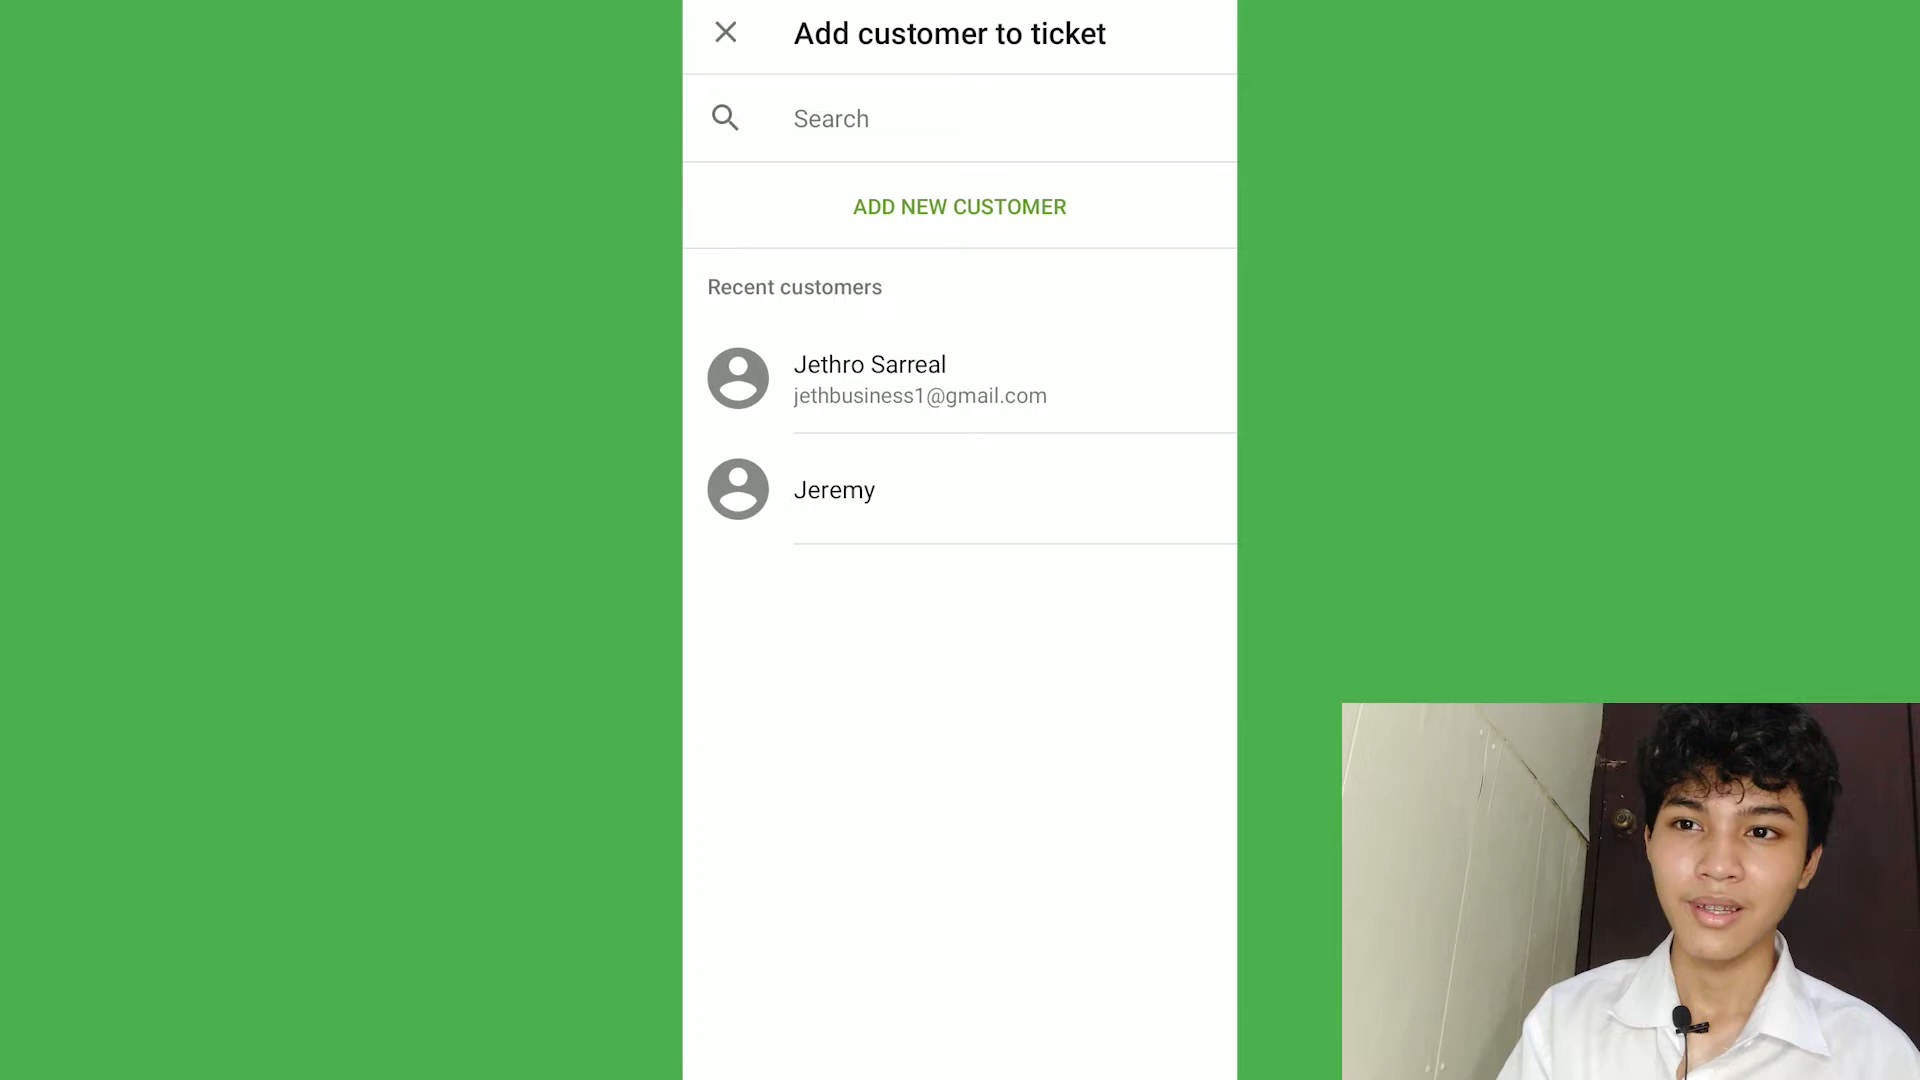 Add customer to ticket
Search
ADD NEW CUSTOMER
Recent customers
Jethro Sarreal
jethbusiness1@gmail.com
Jeremy